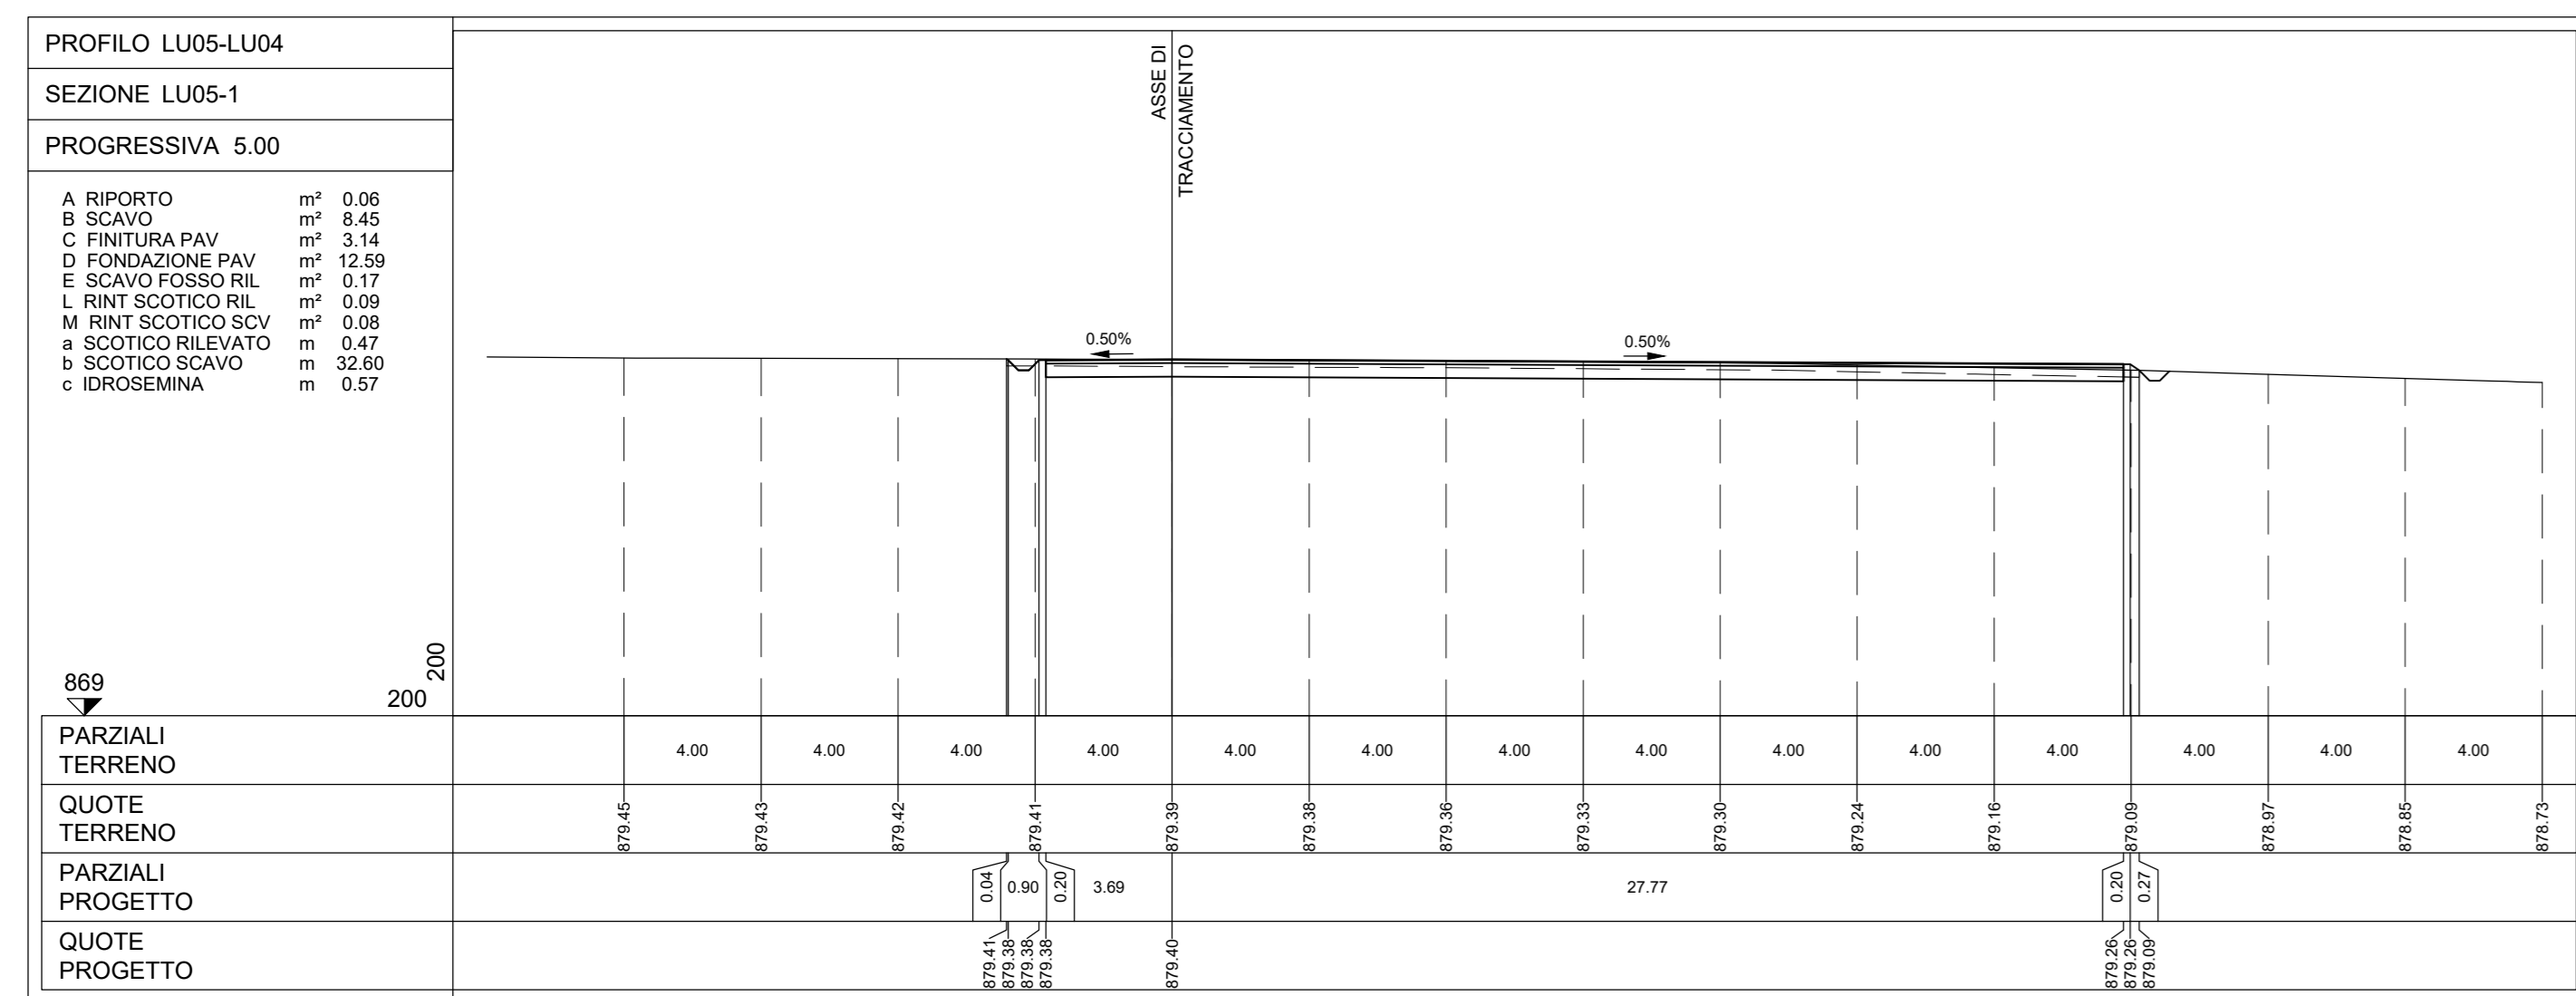 PROFILO LU05-LU04
SEZIONE LU05-1
PROGRESSIVA 5.00
A RIPORTO m² 0.06
B SCAVO m² 8.45
C FINITURA PAV m² 3.14
D FONDAZIONE PAV m² 12.59
E SCAVO FOSSO RIL m² 0.17
L RINT SCOTICO RIL m² 0.09
M RINT SCOTICO SCV m² 0.08
a SCOTICO RILEVATO m 0.47
b SCOTICO SCAVO m 32.60
c IDROSEMINA m 0.57
ASSE DI
TRACCIAMENTO
0.50%
0.50%
869
200
200
PARZIALI
TERRENO
4.00 4.00 4.00 4.00 4.00 4.00 4.00 4.00 4.00 4.00 4.00 4.00 4.00 4.00
QUOTE
TERRENO
879.45 879.43 879.42 879.41 879.39 879.38 879.36 879.33 879.30 879.24 879.16 879.09 878.97 878.85 878.73
PARZIALI
PROGETTO
0.04 0.90 0.20 3.69 27.77 0.20 0.27
QUOTE
PROGETTO
879.41 879.38 879.38 879.38 879.40 879.26 879.26 879.09